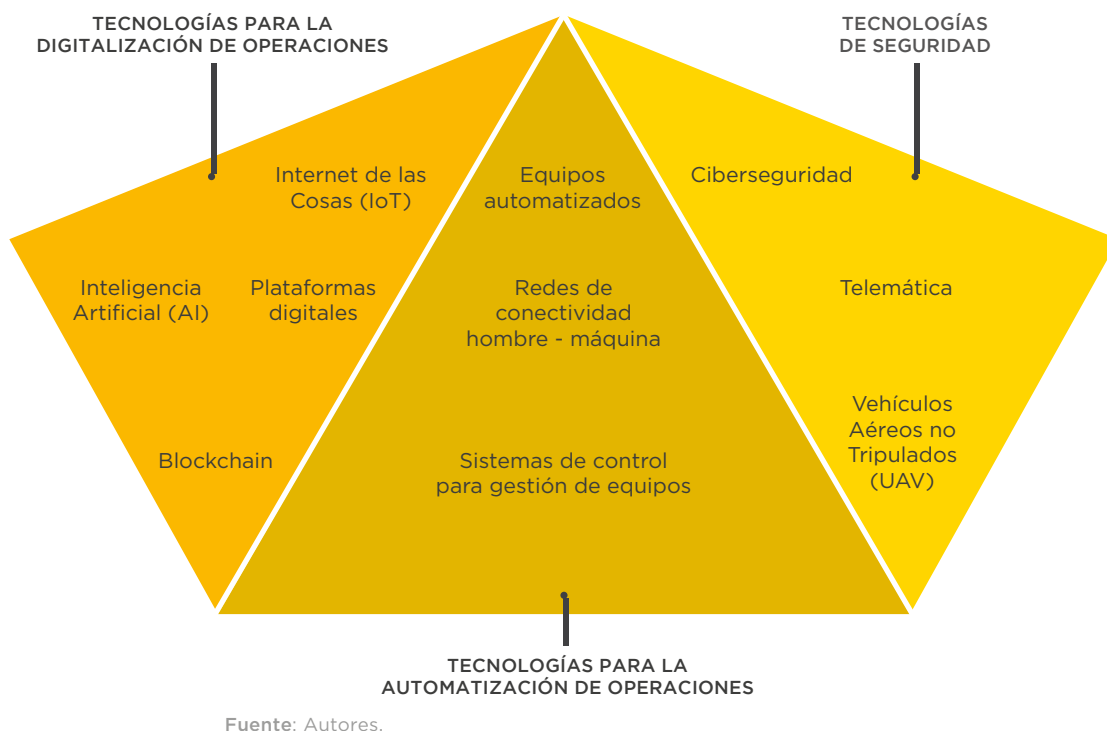 TECNOLOGÍAS PARA LA
DIGITALIZACIÓN DE OPERACIONES
TECNOLOGÍAS
DE SEGURIDAD
Internet de las
Cosas (IoT)
Inteligencia
Artificial (AI)
Plataformas
digitales
Blockchain
Equipos
automatizados
Redes de
conectividad
hombre - máquina
Sistemas de control
para gestión de equipos
Ciberseguridad
Telemática
Vehículos
Aéreos no
Tripulados
(UAV)
TECNOLOGÍAS PARA LA
AUTOMATIZACIÓN DE OPERACIONES
Fuente: Autores.